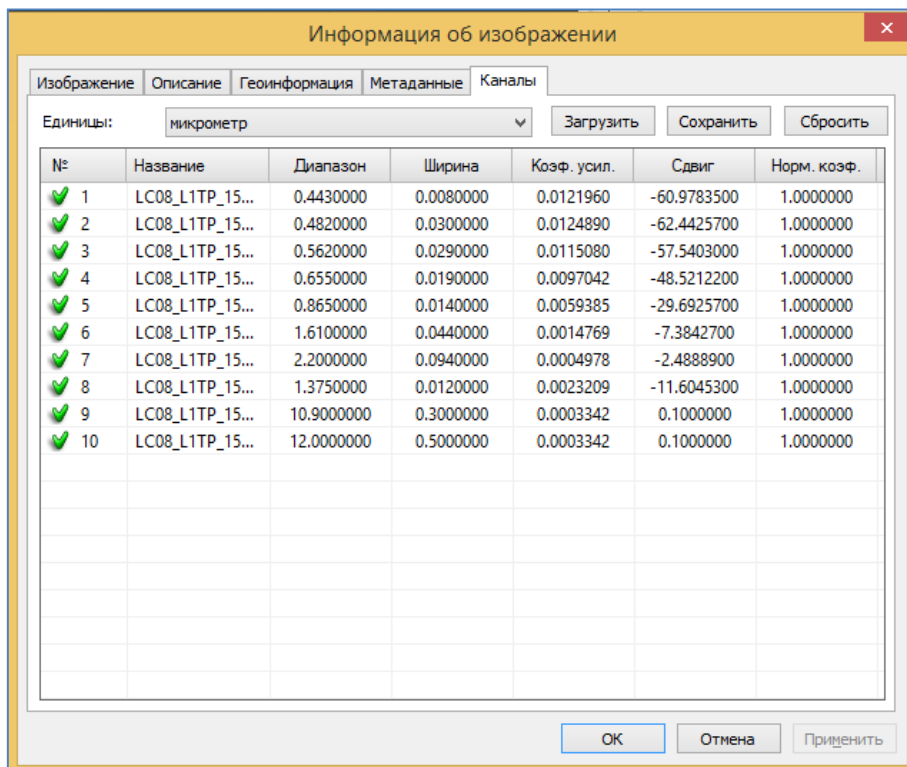 Информация об изображении
Изображение Описание Геоинформация Метаданные Каналы
Единицы: микрометр Загрузить Сохранить Сбросить
№ Название Диапазон Ширина Коэф. усил. Сдвиг Норм. коэф.
1 LC08_L1TP_15... 0.4430000 0.0080000 0.0121960 -60.9783500 1.0000000
2 LC08_L1TP_15... 0.4820000 0.0300000 0.0124890 -62.4425700 1.0000000
3 LC08_L1TP_15... 0.5620000 0.0290000 0.0115080 -57.5403000 1.0000000
4 LC08_L1TP_15... 0.6550000 0.0190000 0.0097042 -48.5212200 1.0000000
5 LC08_L1TP_15... 0.8650000 0.0140000 0.0059385 -29.6925700 1.0000000
6 LC08_L1TP_15... 1.6100000 0.0440000 0.0014769 -7.3842700 1.0000000
7 LC08_L1TP_15... 2.2000000 0.0940000 0.0004978 -2.4888900 1.0000000
8 LC08_L1TP_15... 1.3750000 0.0120000 0.0023209 -11.6045300 1.0000000
9 LC08_L1TP_15... 10.9000000 0.3000000 0.0003342 0.1000000 1.0000000
10 LC08_L1TP_15... 12.0000000 0.5000000 0.0003342 0.1000000 1.0000000
ОК Отмена Применить